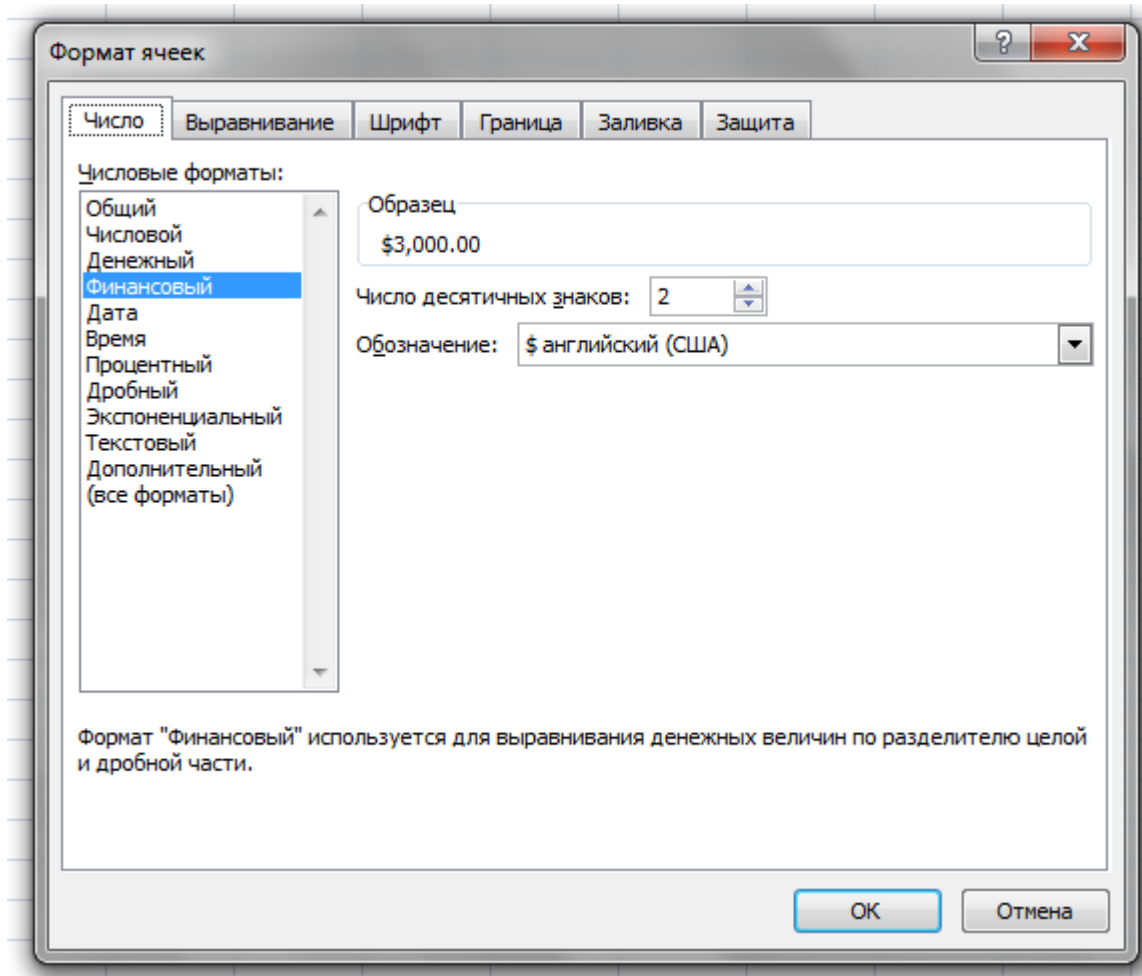 Формат ячеек
?
Число Выравнивание Шрифт Граница Заливка Защита
Числовые форматы:
Общий
Числовой
Денежный
Финансовый
Дата
Время
Процентный
Дробный
Экспоненциальный
Текстовый
Дополнительный
(все форматы)
Образец
$3,000.00
Число десятичных знаков: 2
Обозначение: $ английский (США)
Формат "Финансовый" используется для выравнивания денежных величин по разделителю целой
и дробной части.
ОК Отмена